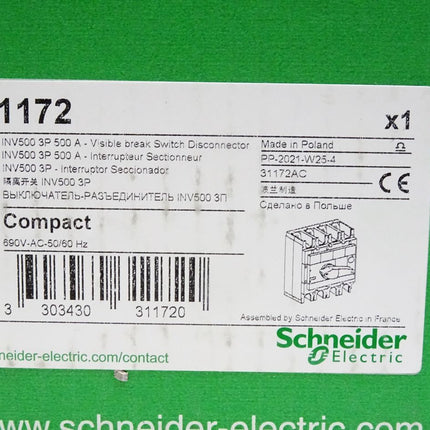 1172
x1
INV500 3P 500 A - Visible break Switch Disconnector
INV500 3P 500 A - Interrupteur Sectionneur
INV500 3P - Interruptor Seccionador
隔离开关 INV500 3P
ВЫКЛЮЧАТЕЛЬ-РАЗЪЕДИНИТЕЛЬ INV500 3П
Made in Poland
PP-2021-W25-4
31172AC
波兰制造
Сделано в Польше
CE
Compact
690V-AC-50/60 Hz
3 303430 311720
Assembled by Schneider Electric in France
Schneider
Electric
neider-electric.com/contact
www.schneider-electric.com